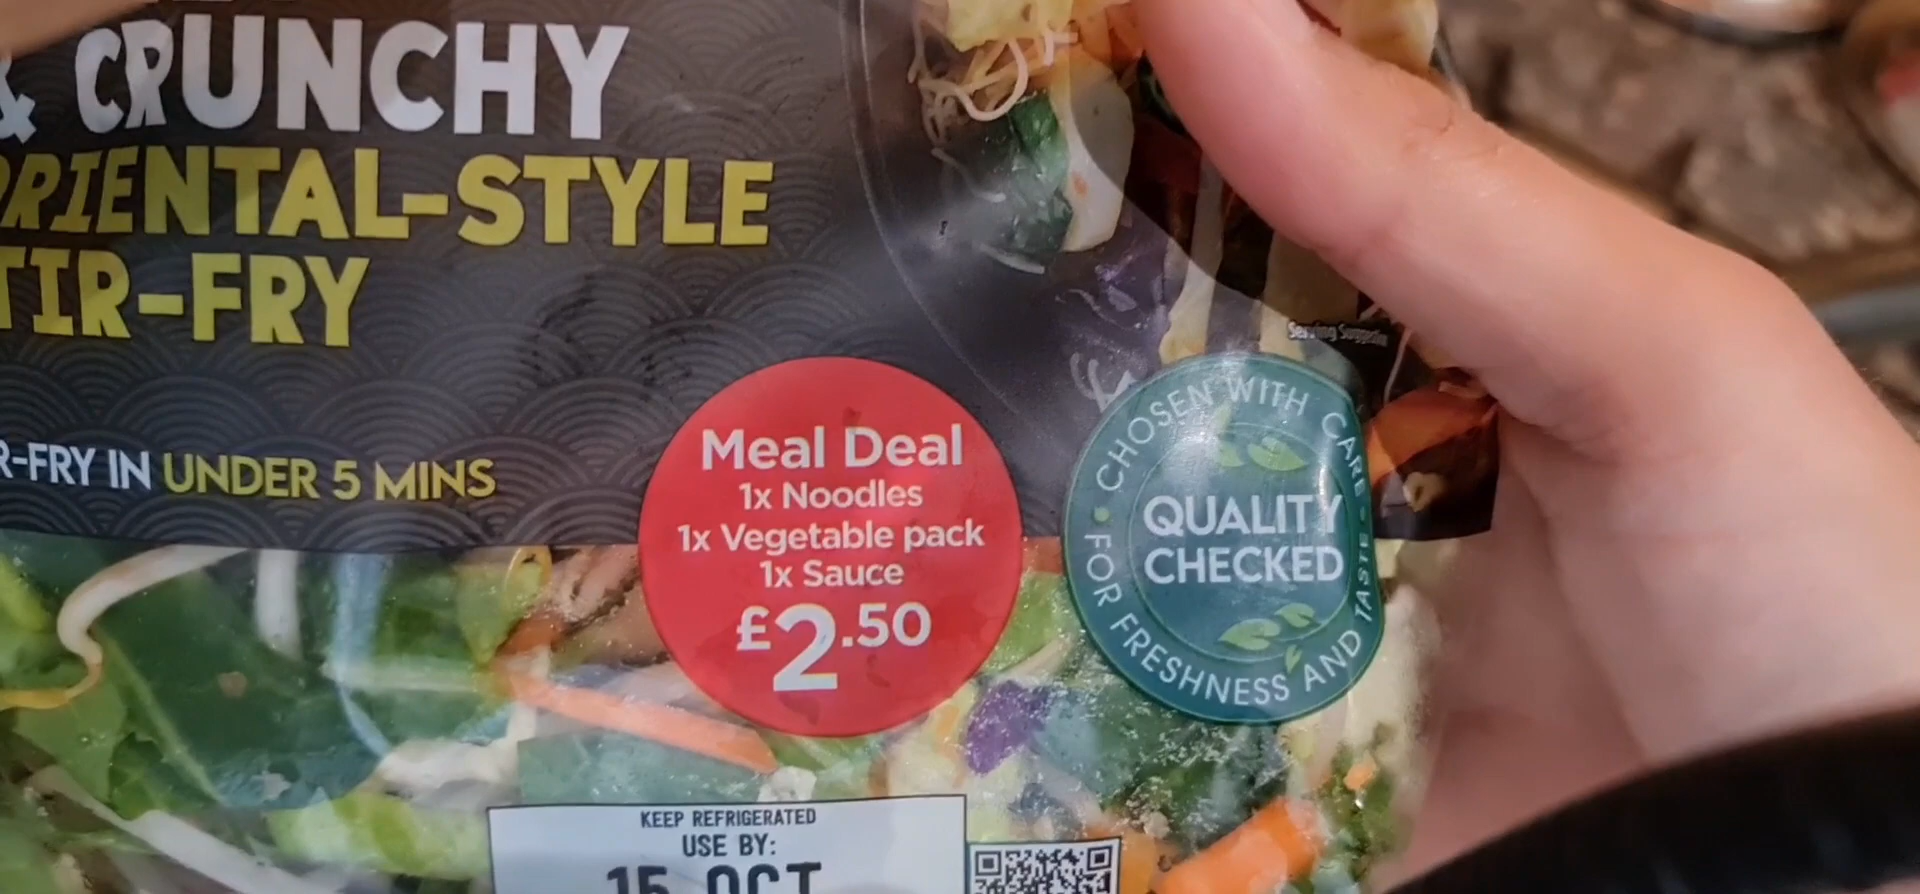 & CRUNCHY
ORIENTAL-STYLE
TIR-FRY
R-FRY IN UNDER 5 MINS
Serving Suggestion
Meal Deal
1x Noodles
1x Vegetable pack
1x Sauce
£2.50
CHOSEN WITH CARE
QUALITY
CHECKED
FOR FRESHNESS AND TASTE
KEEP REFRIGERATED
USE BY:
15 OCT